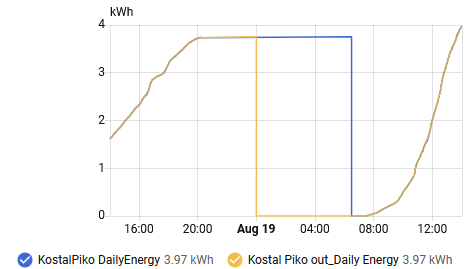 kWh
4
3
2
1
0
16:00 20:00 Aug 19 04:00 08:00 12:00
KostalPiko DailyEnergy 3.97 kWh Kostal Piko out_Daily Energy 3.97 kWh